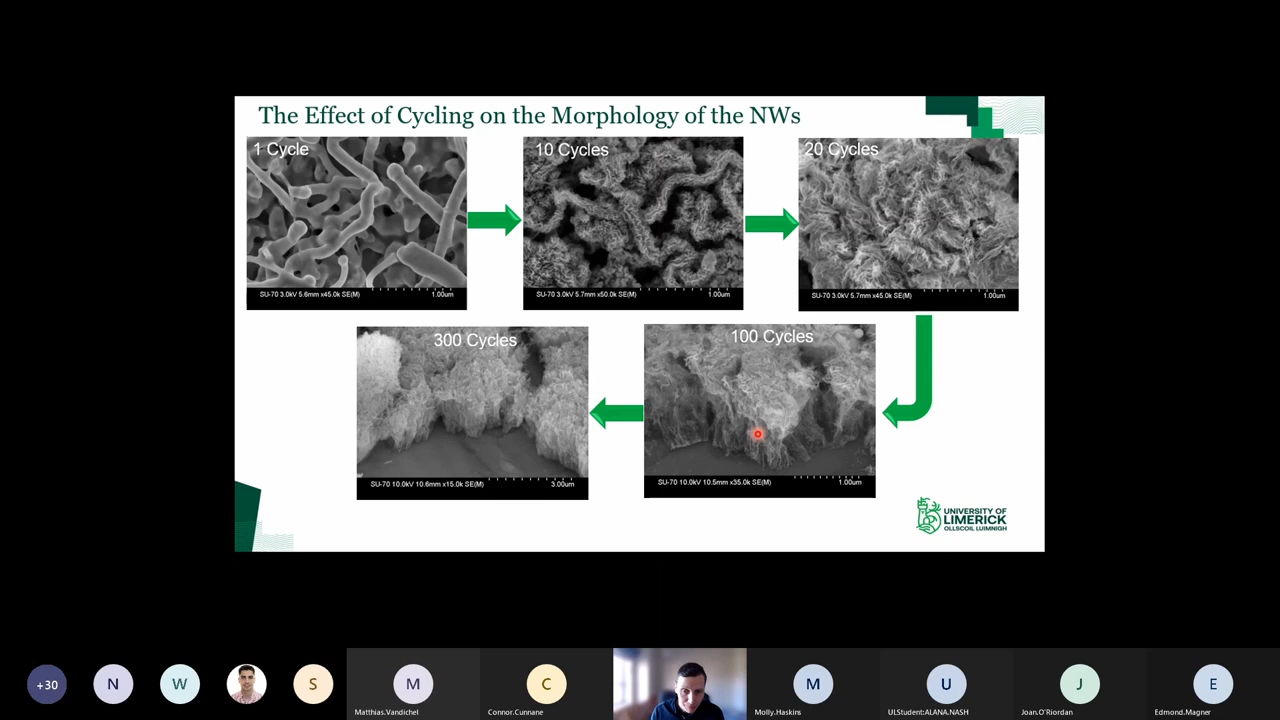 The Effect of Cycling on the Morphology of the NWs
1 Cycle
SU-70 3.0kV 5.6mm x45.0k SE(M)
1.00um
10 Cycles
SU-70 3.0kV 5.7mm x50.0k SE(M)
1.00um
20 Cycles
SU-70 3.0kV 5.7mm x45.0k SE(M)
1.00um
300 Cycles
SU-70 10.0kV 10.6mm x15.0k SE(M)
3.00um
100 Cycles
SU-70 10.0kV 10.5mm x35.0k SE(M)
1.00um
UNIVERSITY OF
LIMERICK
OLLSCOIL LUIMNIGH
+30
N
W
S
M
Matthias.Vandichel
C
Connor.Cunnane
M
Molly.Haskins
U
ULStudent:ALANA.NASH
J
Joan.O'Riordan
E
Edmond.Magner